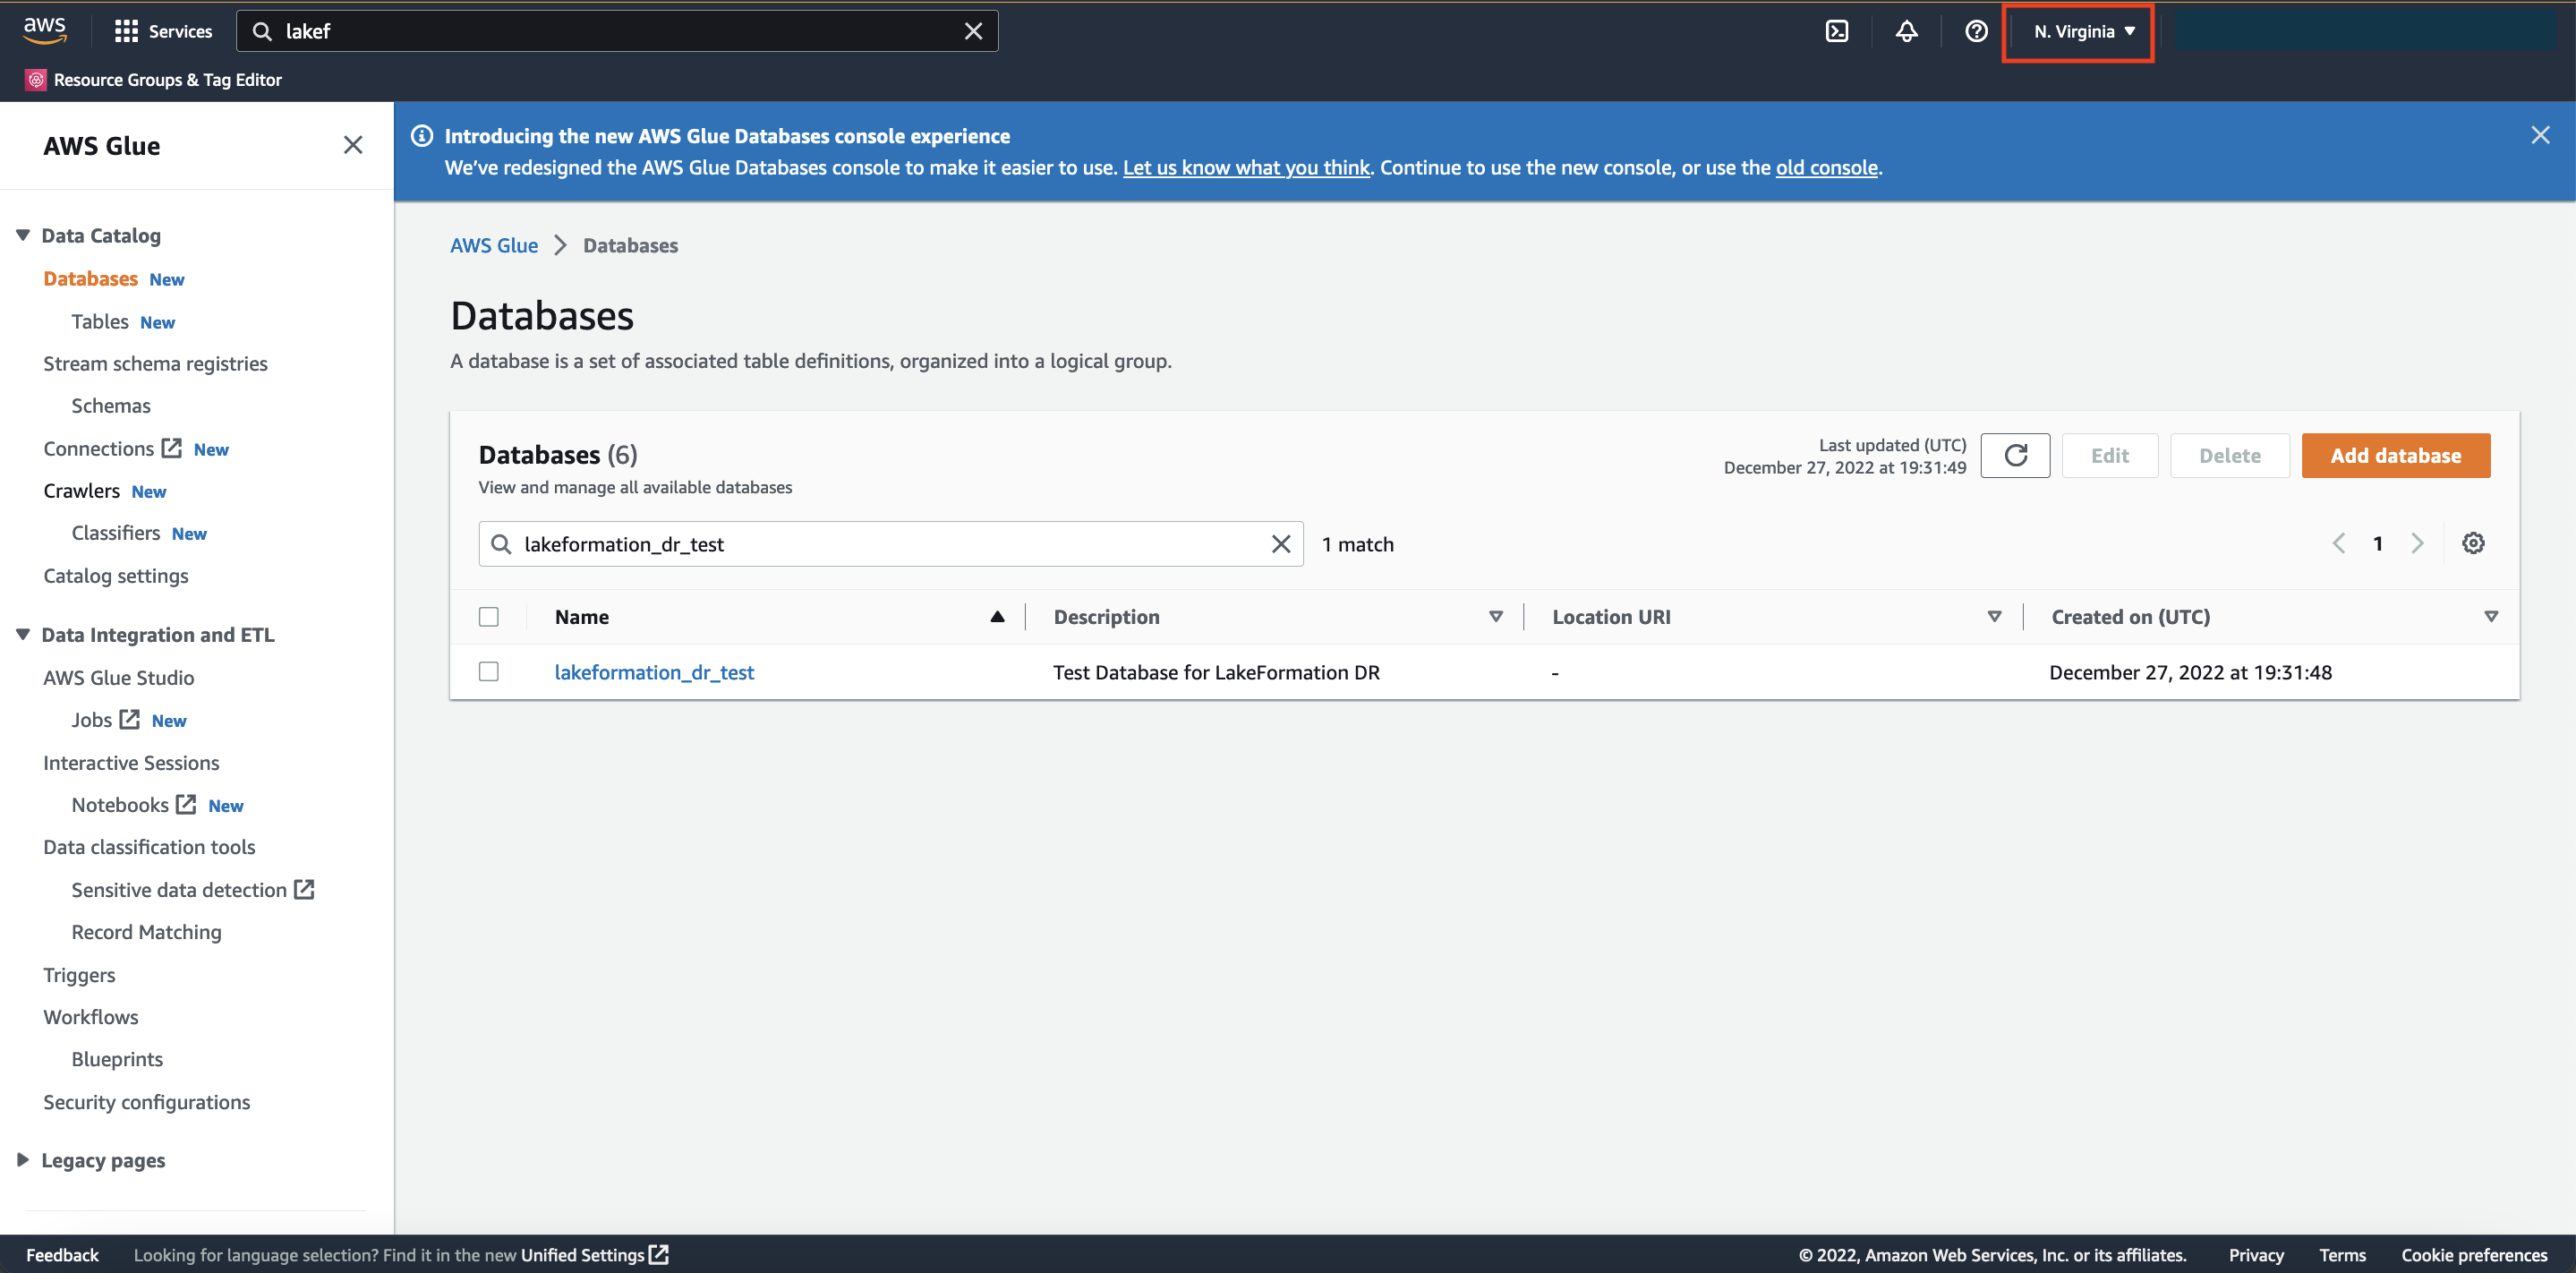 aws Services lakef N. Virginia
Resource Groups & Tag Editor
AWS Glue
Data Catalog
Databases New
Tables New
Stream schema registries
Schemas
Connections New
Crawlers New
Classifiers New
Catalog settings
Data Integration and ETL
AWS Glue Studio
Jobs New
Interactive Sessions
Notebooks New
Data classification tools
Sensitive data detection
Record Matching
Triggers
Workflows
Blueprints
Security configurations
Legacy pages
Introducing the new AWS Glue Databases console experience
We've redesigned the AWS Glue Databases console to make it easier to use. Let us know what you think. Continue to use the new console, or use the old console.
AWS Glue Databases
Databases
A database is a set of associated table definitions, organized into a logical group.
Databases (6)
View and manage all available databases
Last updated (UTC)
December 27, 2022 at 19:31:49
Edit Delete Add database
lakeformation_dr_test 1 match 1
Name Description Location URI Created on (UTC)
lakeformation_dr_test Test Database for LakeFormation DR - December 27, 2022 at 19:31:48
Feedback Looking for language selection? Find it in the new Unified Settings © 2022, Amazon Web Services, Inc. or its affiliates. Privacy Terms Cookie preferences